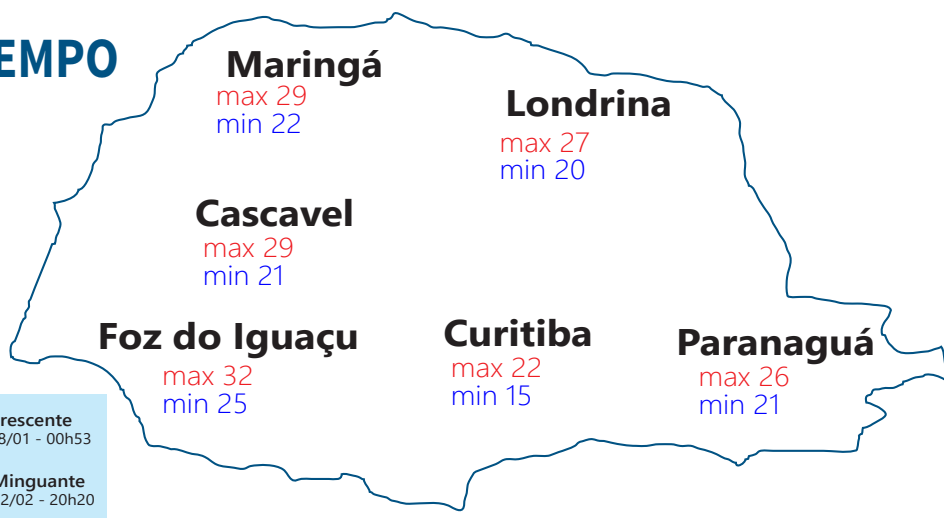 EMPO
Maringá
max 29
min 22
Londrina
max 27
min 20
Cascavel
max 29
min 21
Foz do Iguaçu
max 32
min 25
Curitiba
max 22
min 15
Paranaguá
max 26
min 21
rescente
8/01 - 00h53
Minguante
2/02 - 20h20